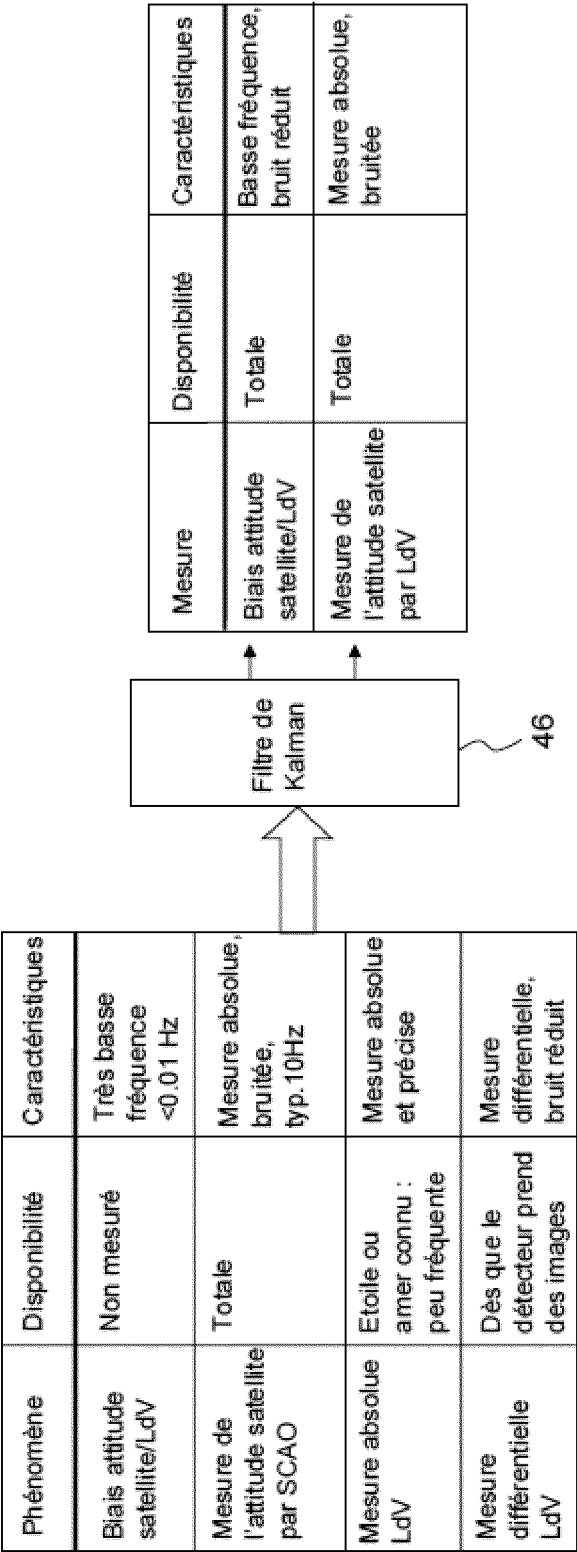 Phénomène
Disponibilité
Caractéristiques
Biais attitude
satellite/LdV
Non mesuré
Très basse
fréquence
<0.01 Hz
Mesure de
l'attitude satellite
par SCAO
Totale
Mesure absolue,
bruitée,
typ.10Hz
Mesure absolue
LdV
Etoile ou
amer connu :
peu fréquente
Mesure absolue
et précise
Mesure
différentielle
LdV
Dès que le
détecteur prend
des images
Mesure
différentielle,
bruit réduit
Filtre de
Kalman
46
Mesure
Disponibilité
Caractéristiques
Biais attitude
satellite/LdV
Totale
Basse fréquence,
bruit réduit
Mesure de
l'attitude satellite
par LdV
Totale
Mesure absolue,
bruitée